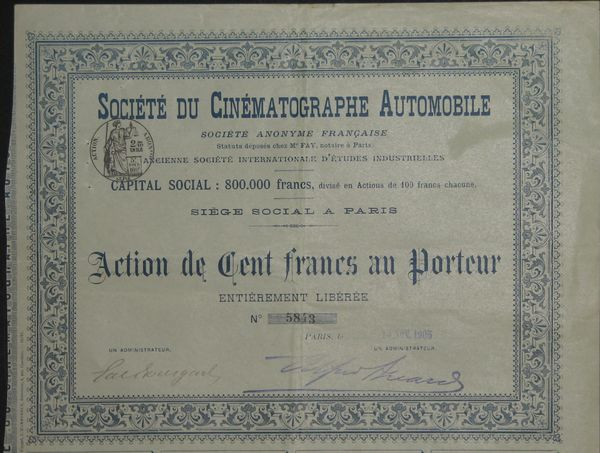 SOCIÉTÉ DU CINÉMATOGRAPHE AUTOMOBILE
SOCIÉTÉ ANONYME FRANÇAISE
Statuts déposés chez Me FAY, notaire à Paris
ANCIENNE SOCIÉTÉ INTERNATIONALE D'ÉTUDES INDUSTRIELLES
CAPITAL SOCIAL : 800.000 francs, divisé en Actions de 100 francs chacune.
SIÈGE SOCIAL A PARIS
Action de Cent francs au Porteur
ENTIÈREMENT LIBÉRÉE
N° 5843
PARIS, le 1905
UN ADMINISTRATEUR,
UN ADMINISTRATEUR,